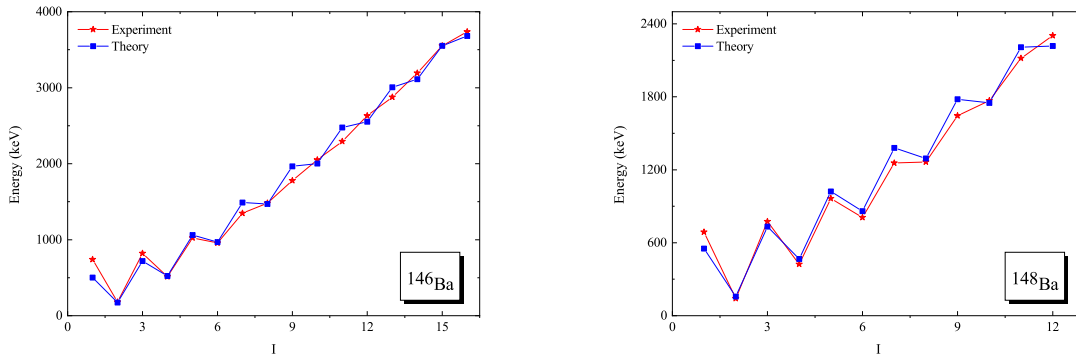 4000
3000
2000
1000
0
0
3
6
9
12
15
Energy (keV)
I
Experiment
Theory
¹⁴⁶Ba
2400
1800
1200
600
0
0
3
6
9
12
Energy (keV)
I
Experiment
Theory
¹⁴⁸Ba